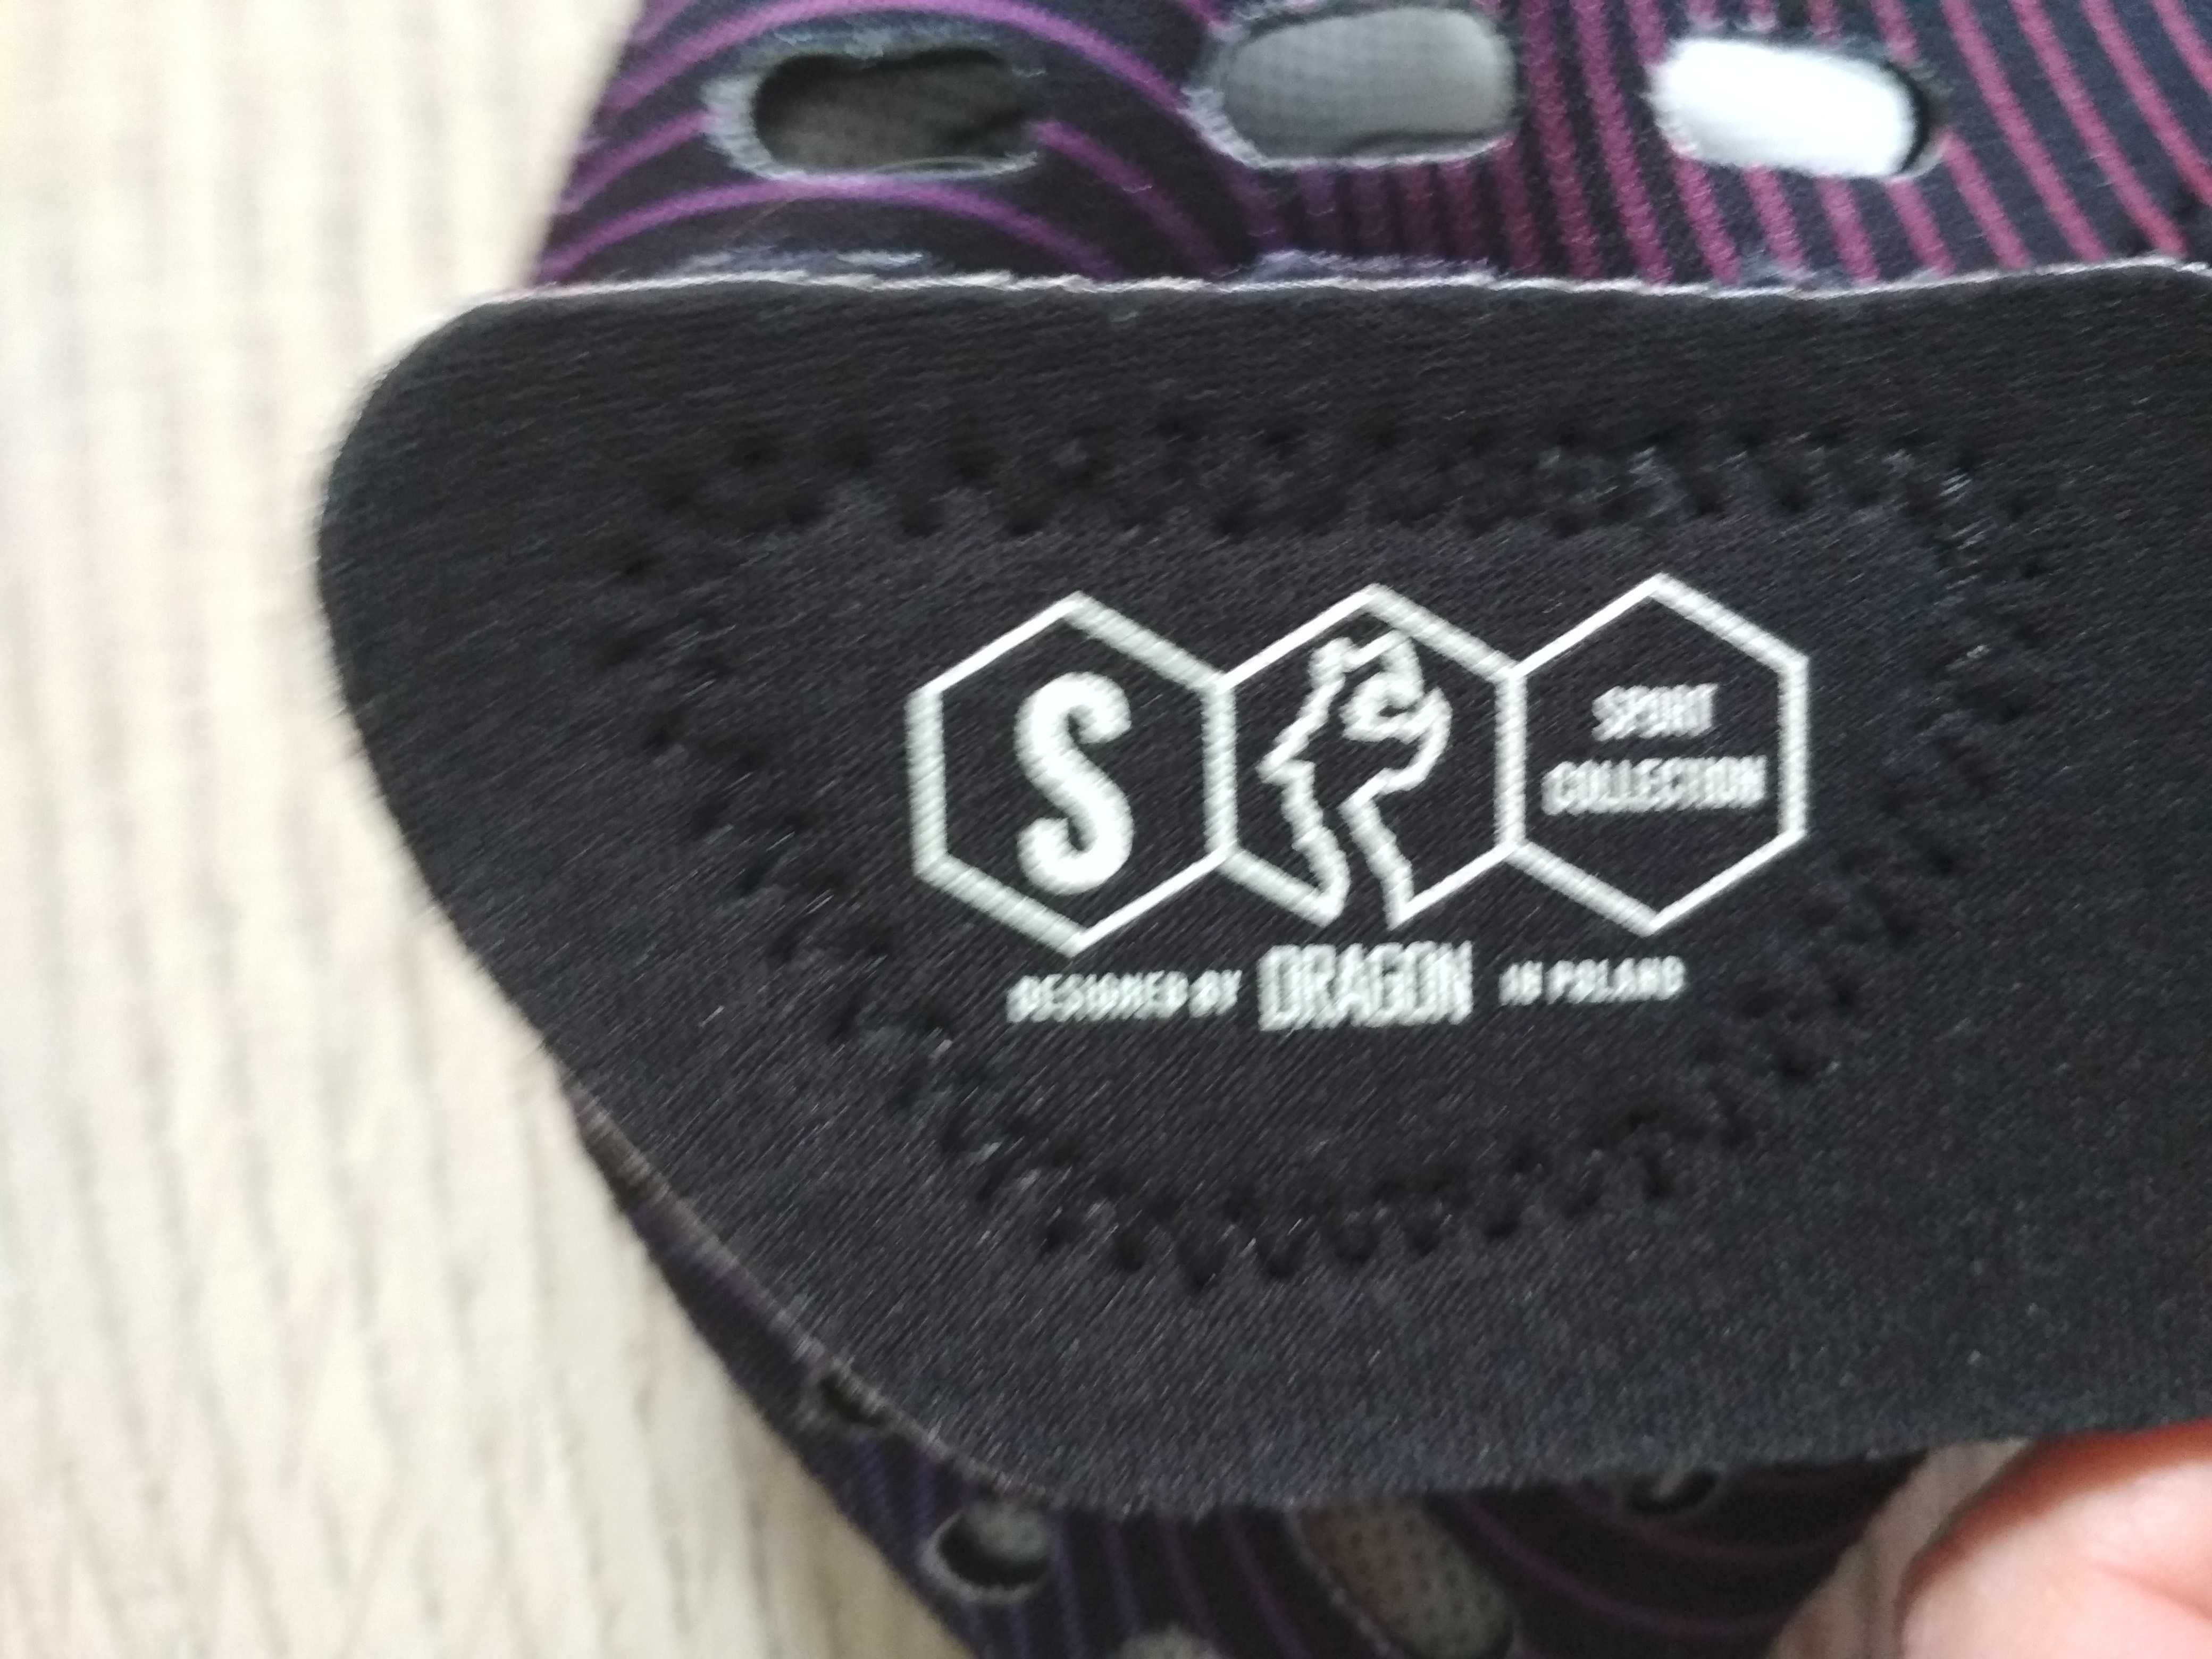 S
SPORT
COLLECTION
DESIGNED BY DRAGON IN POLAND